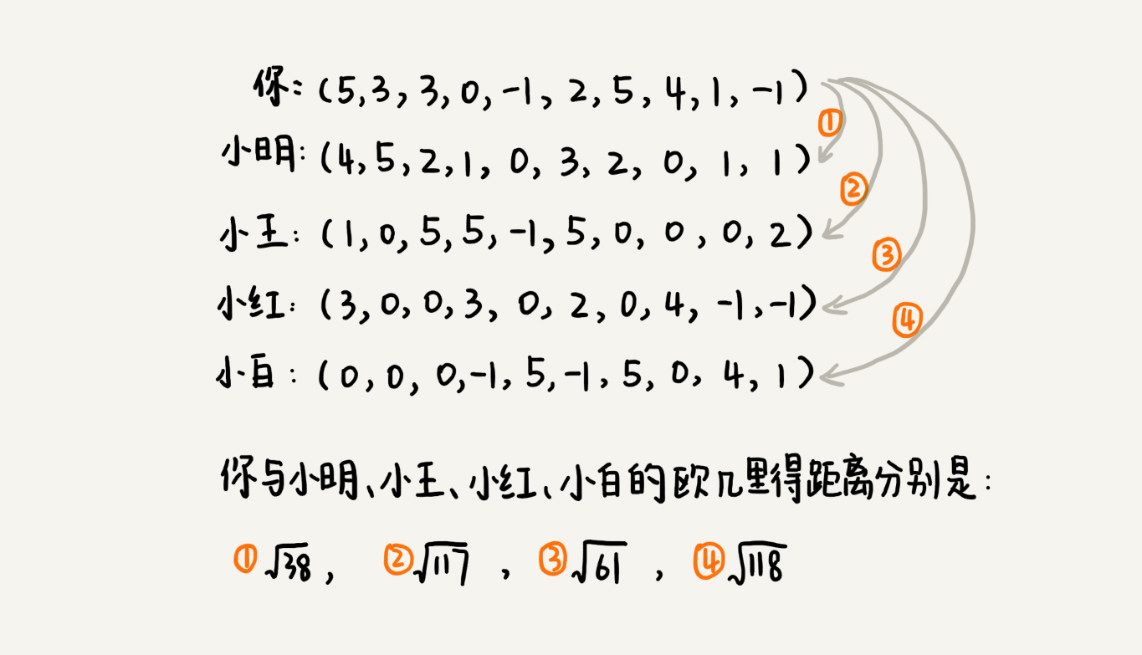 你:(5,3,3,0,-1,2,5,4,1,-1)
小明:(4,5,2,1,0,3,2,0,1,1)
小王:(1,0,5,5,-1,5,0,0,0,2)
小红:(3,0,0,3,0,2,0,4,-1,-1)
小白:(0,0,0,-1,5,-1,5,0,4,1)
①
②
③
④
你与小明、小王、小红、小白的欧几里得距离分别是:
①√38, ②√117, ③√61, ④√118